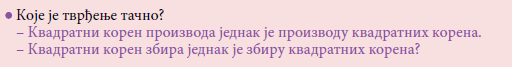 ● Које је тврђење тачно?
– Квадратни корен производа једнак је производу квадратних корена.
– Квадратни корен збира једнак је збиру квадратних корена?